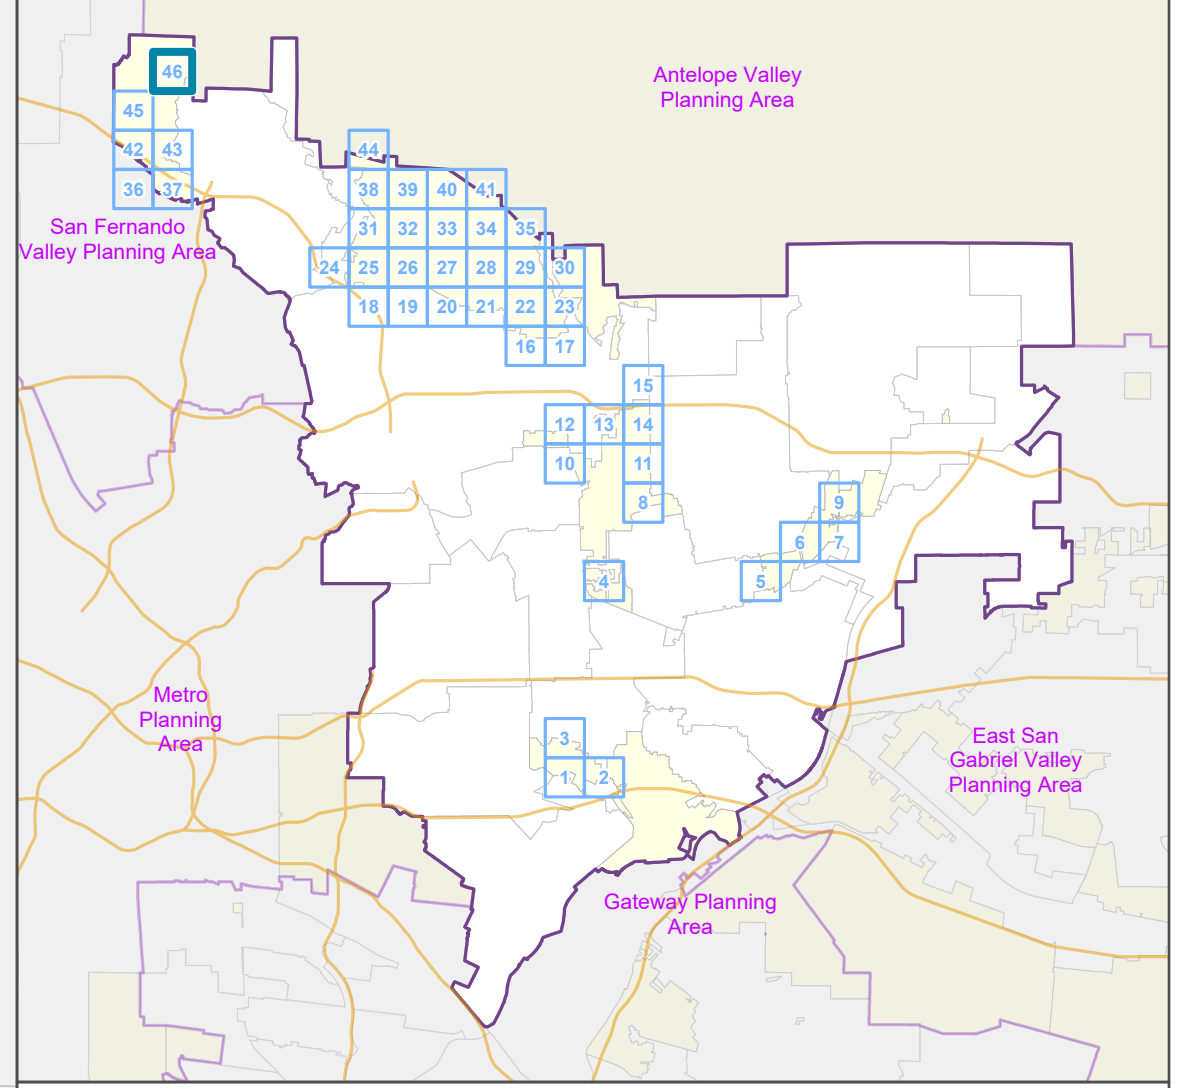 46
Antelope Valley
Planning Area
45
42 43
44
36 37
38 39 40 41
San Fernando
Valley Planning Area
31 32 33 34 35
24 25 26 27 28 29 30
18 19 20 21 22 23
16 17
15
12 13 14
10 11
8 9
6 7
4 5
Metro
Planning
Area
3
1 2
East San
Gabriel Valley
Planning Area
Gateway Planning
Area